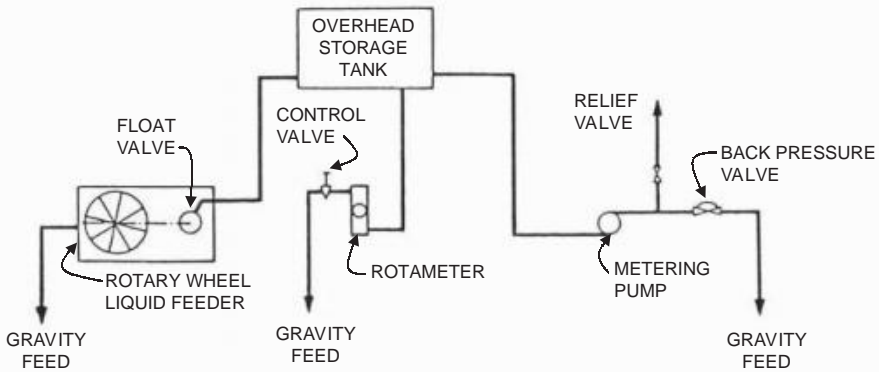 OVERHEAD
STORAGE
TANK
CONTROL
VALVE
FLOAT
VALVE
RELIEF
VALVE
BACK PRESSURE
VALVE
ROTARY WHEEL
LIQUID FEEDER
ROTAMETER
METERING
PUMP
GRAVITY
FEED
GRAVITY
FEED
GRAVITY
FEED